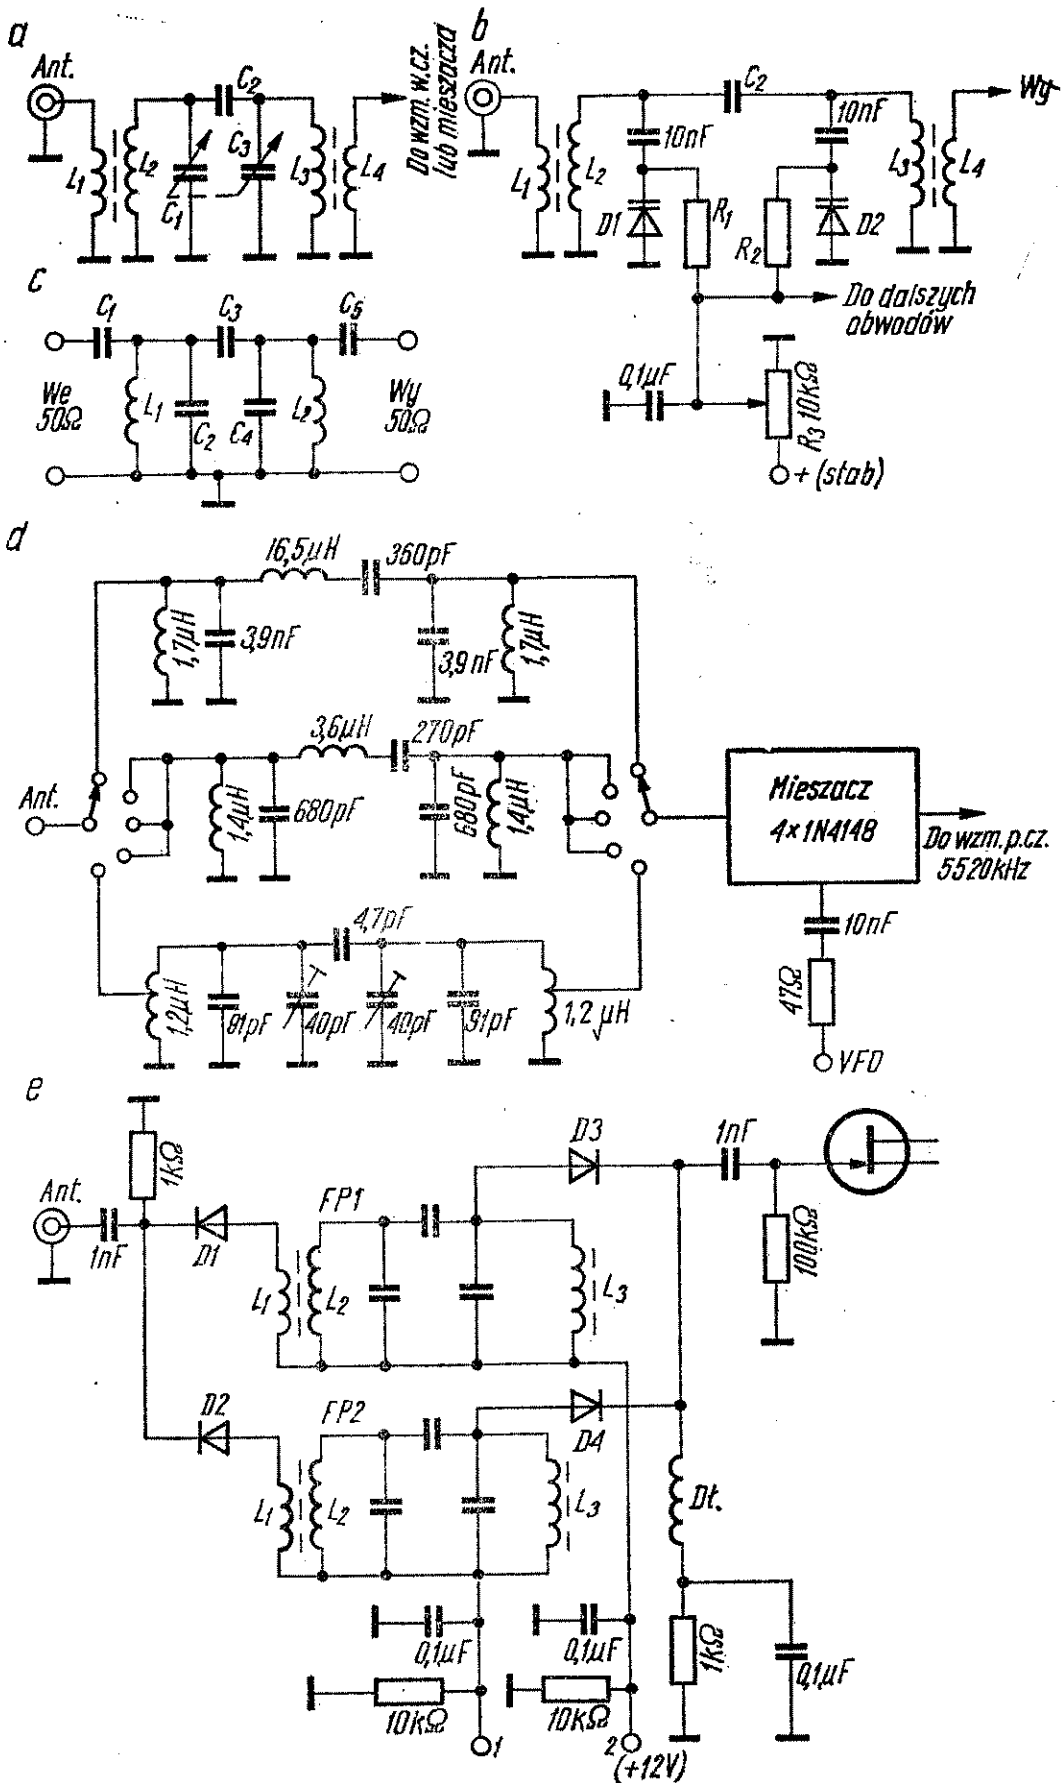 a
Ant.
C2
L1
L2
C1
C3
L3
L4
Do wzm. w.cz.
lub mieszacza
b
Ant.
C2
Wy
10nF
10nF
L1
L2
D1
R1
R2
D2
L3
L4
Do dalszych
obwodów
0,1µF
R3 10kΩ
+ (stab)
c
C1
C3
C5
We
50Ω
L1
C2
C4
L2
Wy
50Ω
d
16,5µH
360pF
1,7µH
3,9nF
3,9nF
1,7µH
3,6µH
270pF
Ant.
1,4µH
680pF
680pF
1,4µH
Mieszacz
4×1N4148
Do wzm. p.cz.
5520kHz
4,7pF
10nF
1,2µH
91pF
40pF
40pF
91pF
1,2µH
47Ω
VFO
e
1kΩ
Ant.
1nF
D1
FP1
L1
L2
L3
D3
1nF
100kΩ
D2
FP2
L1
L2
L3
D4
Dł.
0,1µF
0,1µF
1kΩ
0,1µF
10kΩ
10kΩ
1
2
(+12V)